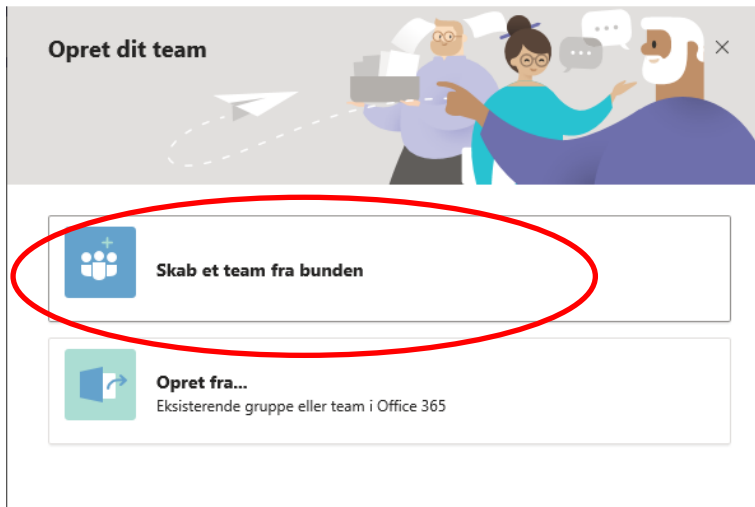 Opret dit team
Skab et team fra bunden
Opret fra...
Eksisterende gruppe eller team i Office 365